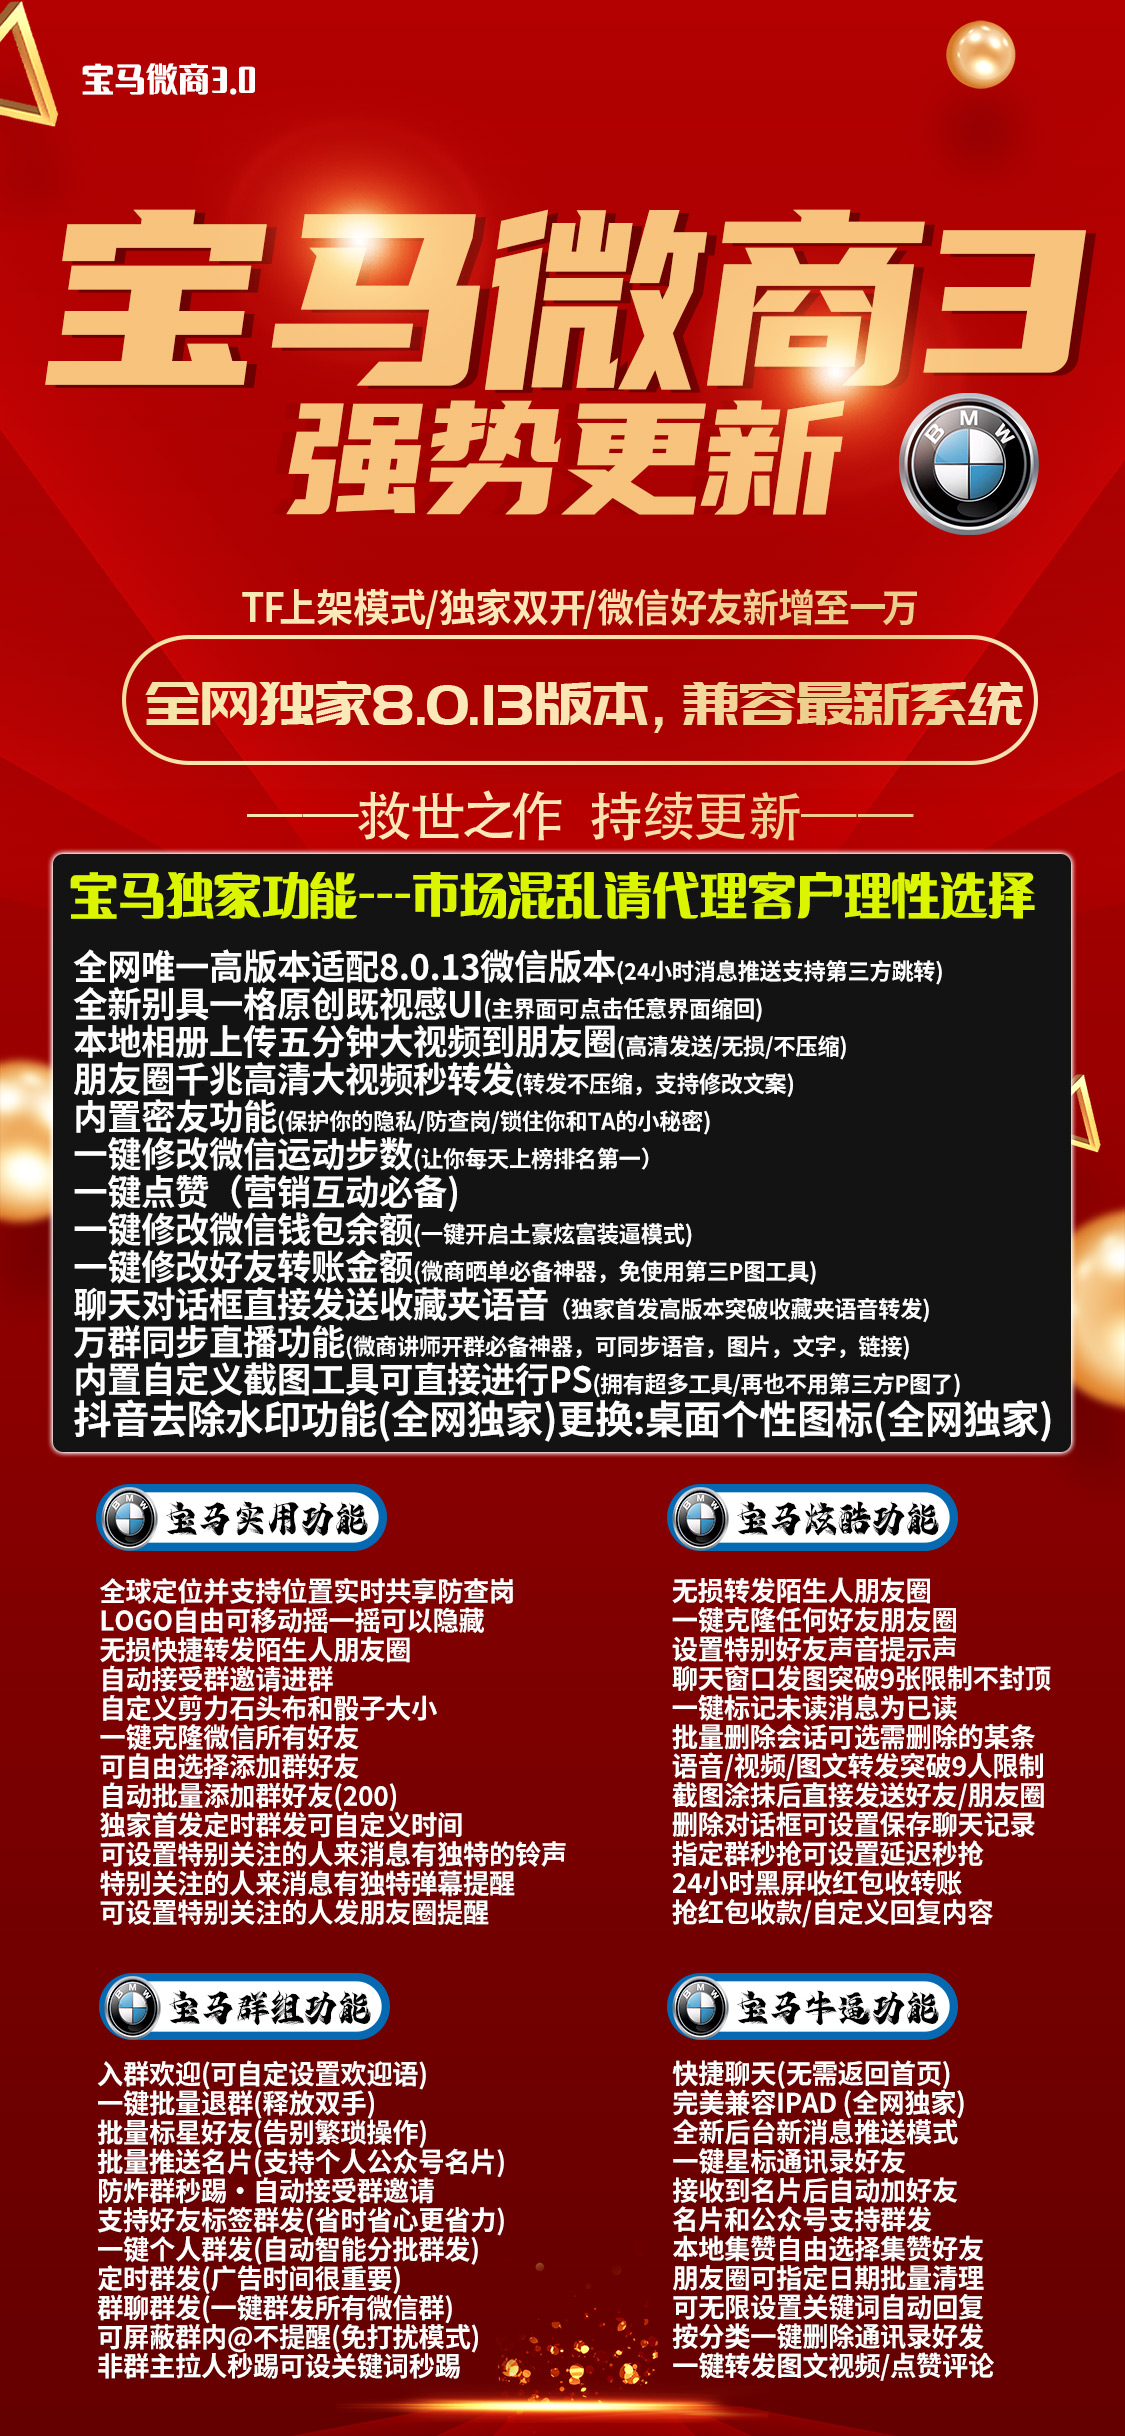 宝马微商3.0
宝马微商3
强势更新
BMW
TF上架模式/独家双开/微信好友新增至一万
全网独家8.0.13版本, 兼容最新系统
——救世之作 持续更新——
宝马独家功能---市场混乱请代理客户理性选择
全网唯一高版本适配8.0.13微信版本(24小时消息推送支持第三方跳转)
全新别具一格原创既视感UI(主界面可点击任意界面缩回)
本地相册上传五分钟大视频到朋友圈(高清发送/无损/不压缩)
朋友圈千兆高清大视频秒转发(转发不压缩，支持修改文案)
内置密友功能(保护你的隐私/防查岗/锁住你和TA的小秘密)
一键修改微信运动步数(让你每天上榜排名第一）
一键点赞（营销互动必备)
一键修改微信钱包余额(一键开启土豪炫富装逼模式)
一键修改好友转账金额(微商晒单必备神器，免使用第三P图工具)
聊天对话框直接发送收藏夹语音（独家首发高版本突破收藏夹语音转发)
万群同步直播功能(微商讲师开群必备神器，可同步语音，图片，文字，链接)
内置自定义截图工具可直接进行PS(拥有超多工具/再也不用第三方P图了)
抖音去除水印功能(全网独家)更换:桌面个性图标(全网独家)
BMW 宝马实用功能
全球定位并支持位置实时共享防查岗
LOGO自由可移动摇一摇可以隐藏
无损快捷转发陌生人朋友圈
自动接受群邀请进群
自定义剪力石头布和骰子大小
一键克隆微信所有好友
可自由选择添加群好友
自动批量添加群好友(200)
独家首发定时群发可自定义时间
可设置特别关注的人来消息有独特的铃声
特别关注的人来消息有独特弹幕提醒
可设置特别关注的人发朋友圈提醒
BMW 宝马炫酷功能
无损转发陌生人朋友圈
一键克隆任何好友朋友圈
设置特别好友声音提示声
聊天窗口发图突破9张限制不封顶
一键标记未读消息为已读
批量删除会话可选需删除的某条
语音/视频/图文转发突破9人限制
截图涂抹后直接发送好友/朋友圈
删除对话框可设置保存聊天记录
指定群秒抢可设置延迟秒抢
24小时黑屏收红包收转账
抢红包收款/自定义回复内容
BMW 宝马群组功能
入群欢迎(可自定设置欢迎语)
一键批量退群(释放双手)
批量标星好友(告别繁琐操作)
批量推送名片(支持个人公众号名片)
防炸群秒踢·自动接受群邀请
支持好友标签群发(省时省心更省力)
一键个人群发(自动智能分批群发)
定时群发(广告时间很重要)
群聊群发(一键群发所有微信群)
可屏蔽群内@不提醒(免打扰模式)
非群主拉人秒踢可设关键词秒踢
BMW 宝马牛逼功能
快捷聊天(无需返回首页)
完美兼容IPAD (全网独家)
全新后台新消息推送模式
一键星标通讯录好友
接收到名片后自动加好友
名片和公众号支持群发
本地集赞自由选择集赞好友
朋友圈可指定日期批量清理
可无限设置关键词自动回复
按分类一键删除通讯录好发
一键转发图文视频/点赞评论